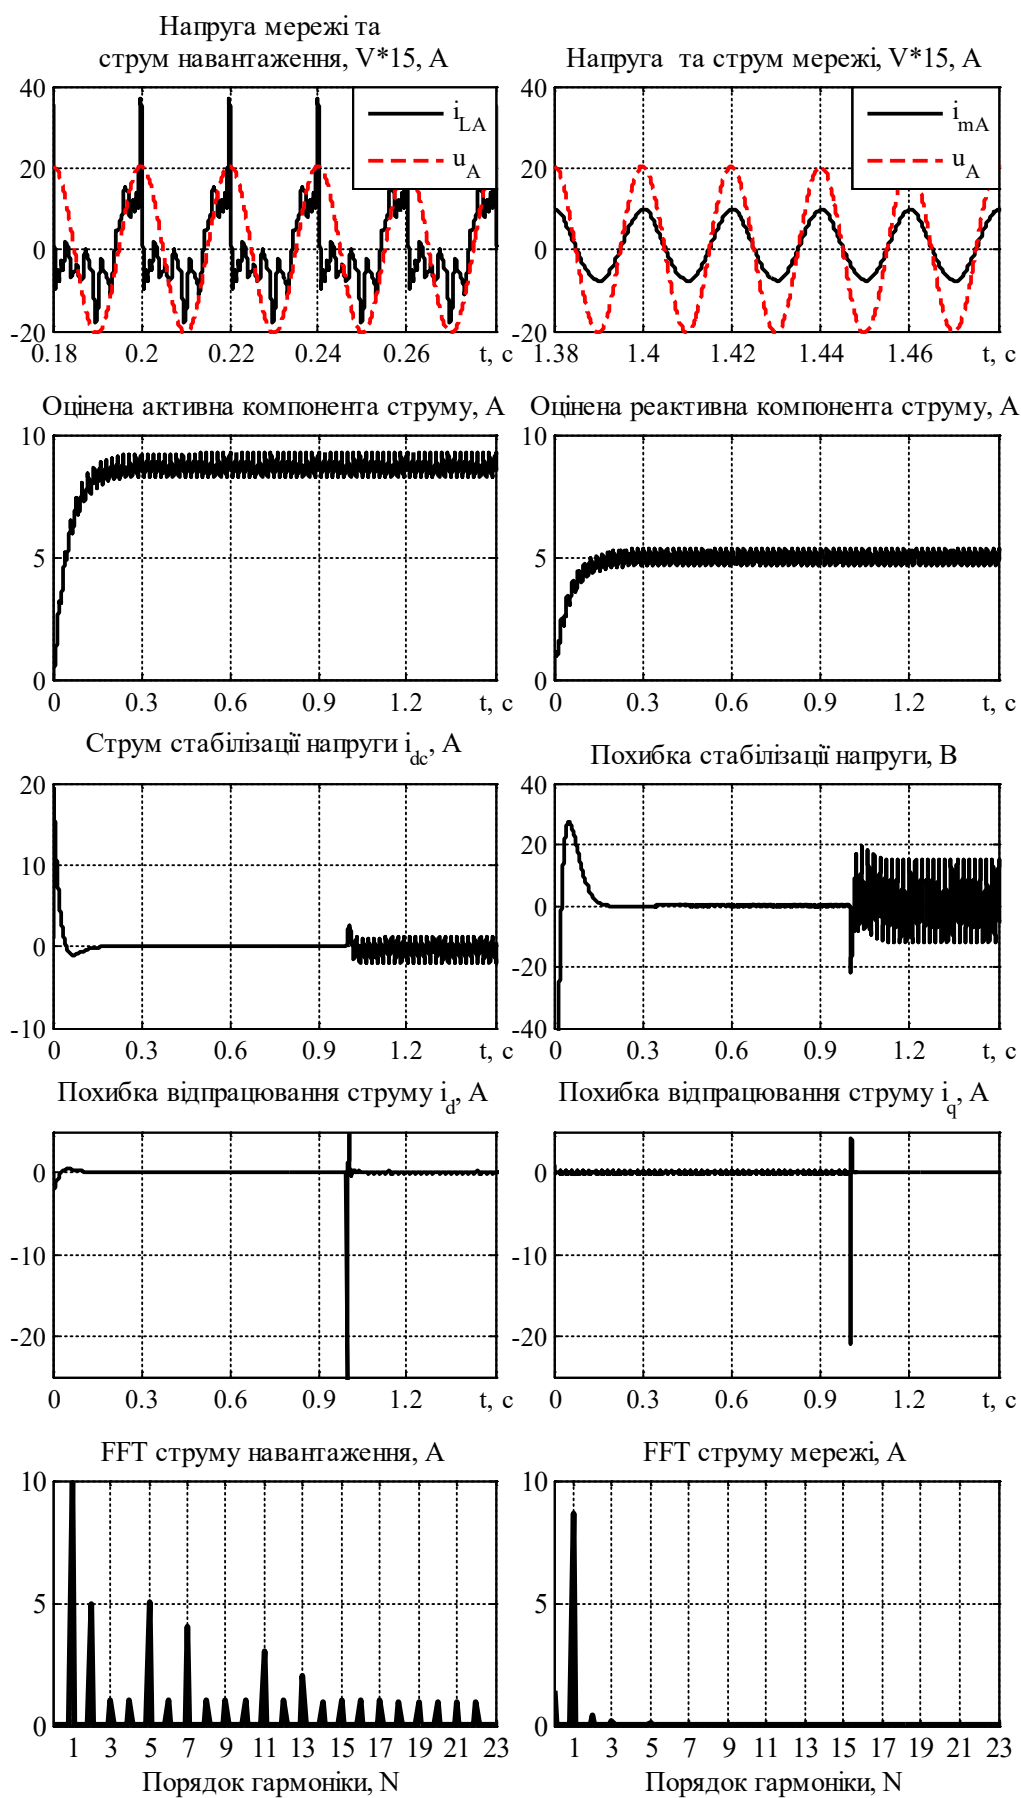 Напруга мережі та
струм навантаження, V*15, A
40
20
0
-20
0.18 0.2 0.22 0.24 0.26 t, c
i_LA
u_A
Напруга та струм мережі, V*15, A
40
20
0
-20
1.38 1.4 1.42 1.44 1.46 t, c
i_mA
u_A
Оцінена активна компонента струму, A
10
5
0
0 0.3 0.6 0.9 1.2 t, c
Оцінена реактивна компонента струму, A
10
5
0
0 0.3 0.6 0.9 1.2 t, c
Струм стабілізації напруги i_dc, A
20
10
0
-10
0 0.3 0.6 0.9 1.2 t, c
Похибка стабілізації напруги, В
40
20
0
-20
-40
0 0.3 0.6 0.9 1.2 t, c
Похибка відпрацювання струму i_d, A
0
-10
-20
0 0.3 0.6 0.9 1.2 t, c
Похибка відпрацювання струму i_q, A
0
-10
-20
0 0.3 0.6 0.9 1.2 t, c
FFT струму навантаження, A
10
5
0
1 3 5 7 9 11 13 15 17 19 21 23
Порядок гармоніки, N
FFT струму мережі, A
10
5
0
1 3 5 7 9 11 13 15 17 19 21 23
Порядок гармоніки, N